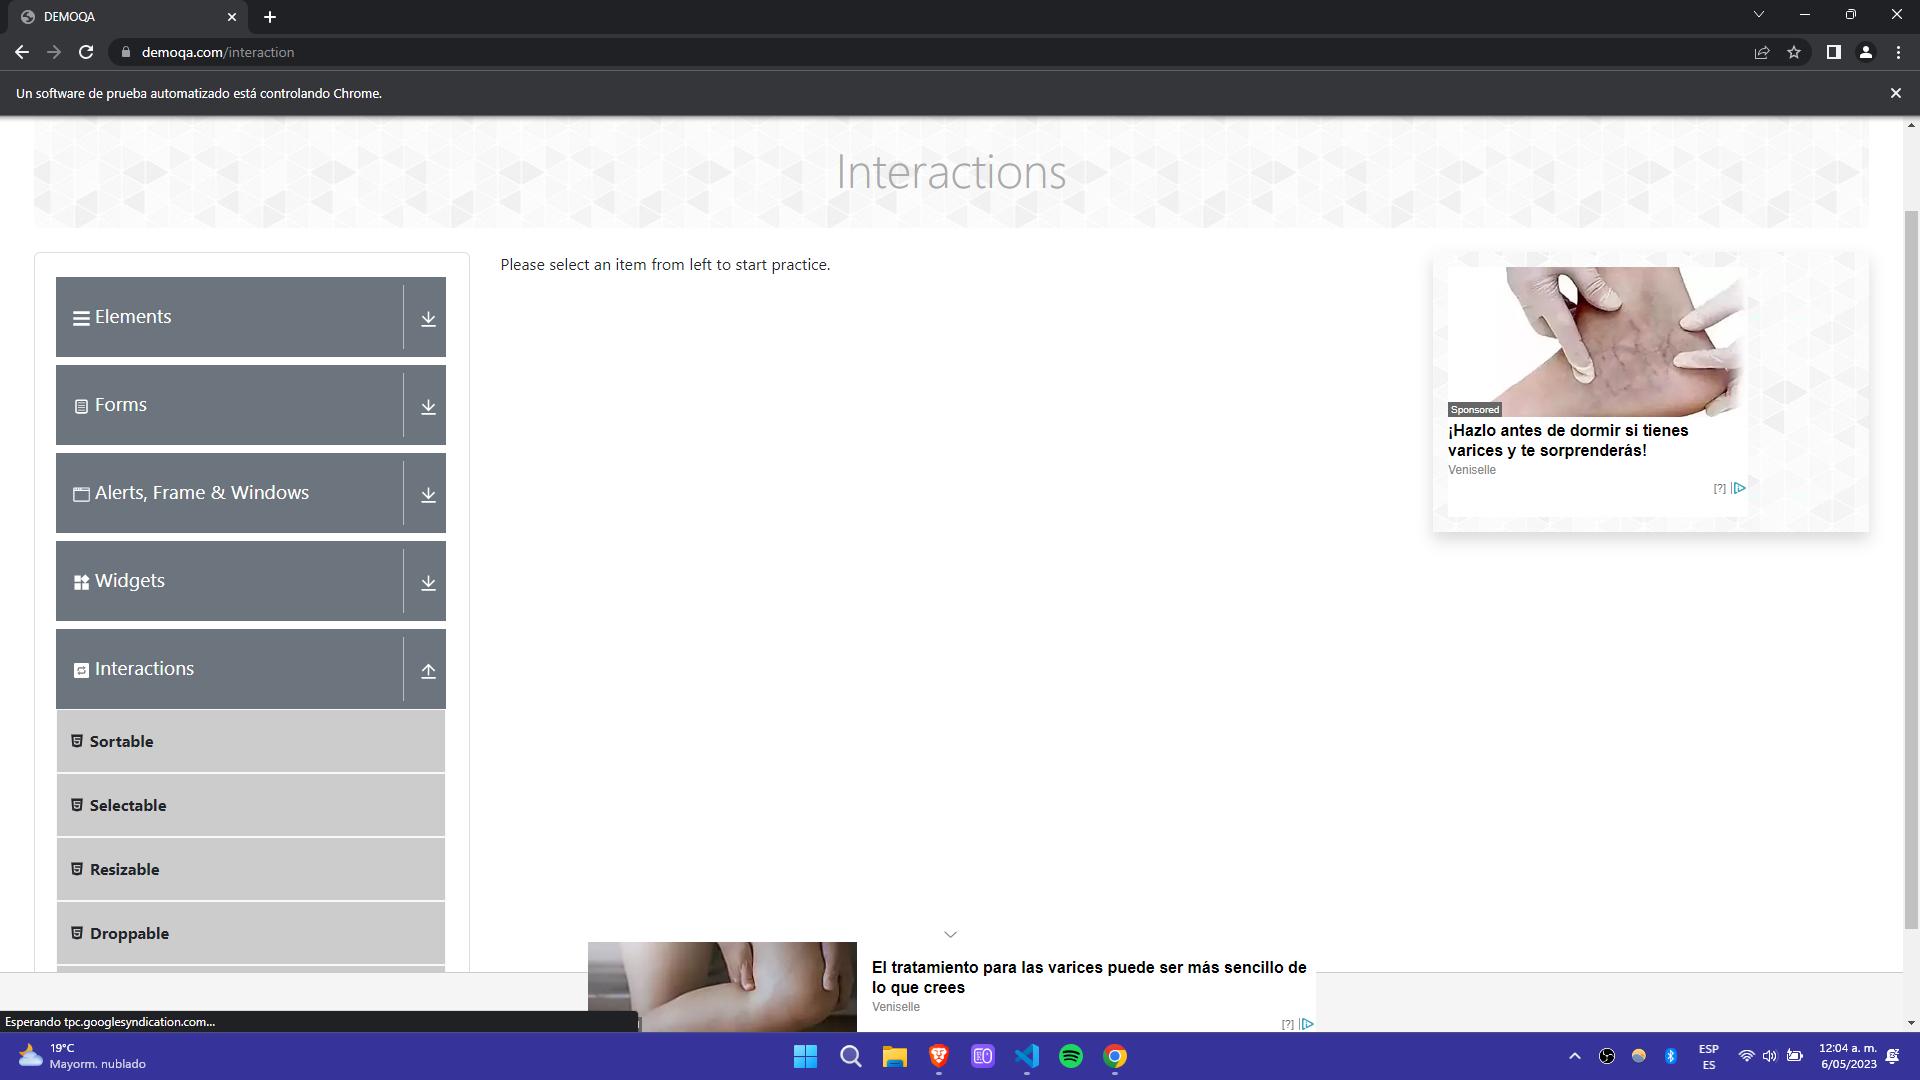 DEMOQA
demoqa.com/interaction
Un software de prueba automatizado está controlando Chrome.
Interactions
Elements
Forms
Alerts, Frame & Windows
Widgets
Interactions
Sortable
Selectable
Resizable
Droppable
Please select an item from left to start practice.
Sponsored
¡Hazlo antes de dormir si tienes
varices y te sorprenderás!
Veniselle
[?]
El tratamiento para las varices puede ser más sencillo de
lo que crees
Veniselle
[?]
Esperando tpc.googlesyndication.com...
19°C
Mayorm. nublado
ESP
ES
12:04 a. m.
6/05/2023